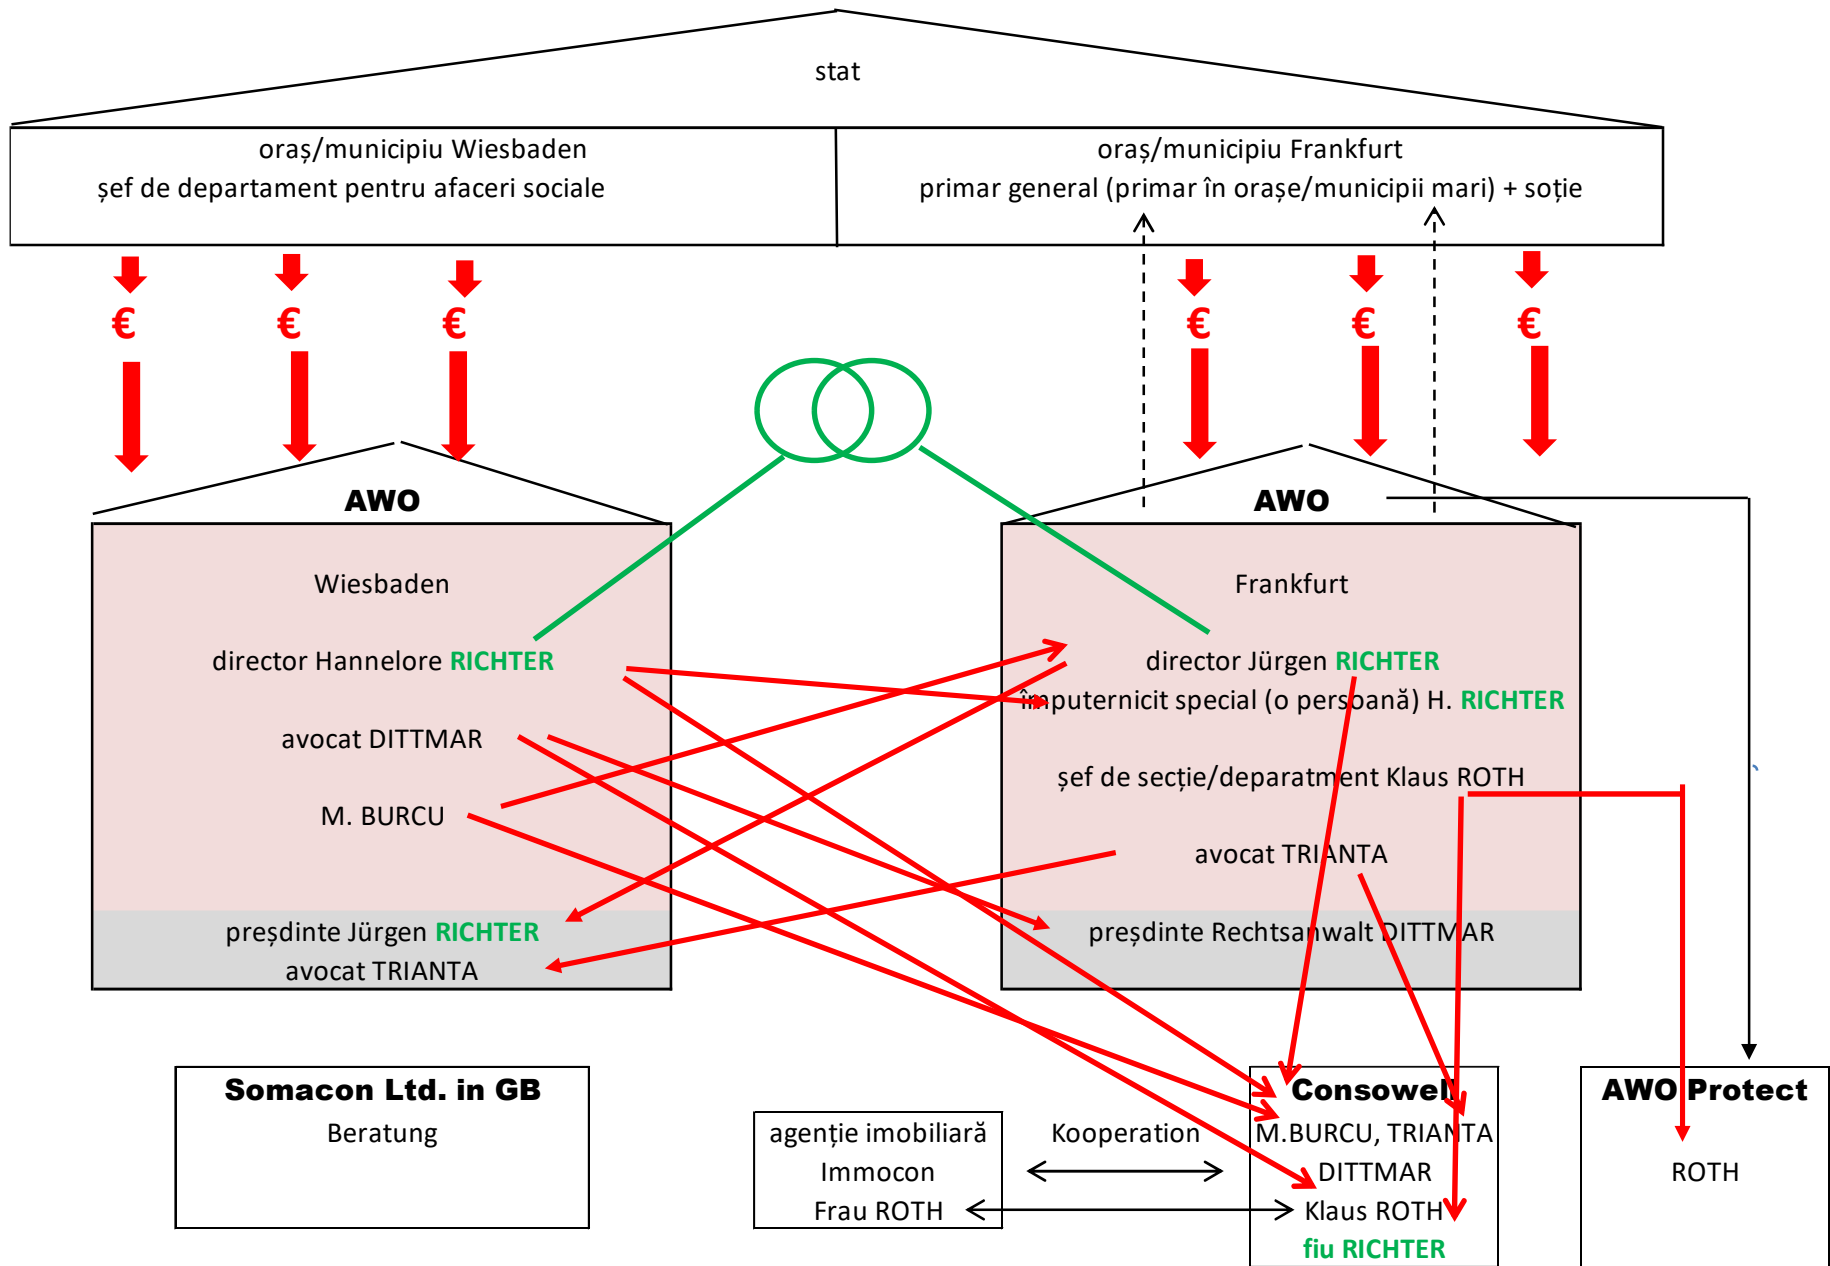 stat
oraș/municipiu Wiesbaden
șef de departament pentru afaceri sociale
oraș/municipiu Frankfurt
primar general (primar în orașe/municipii mari) + soție
€ € €
€ € €
AWO
Wiesbaden
director Hannelore RICHTER
avocat DITTMAR
M. BURCU
preșdinte Jürgen RICHTER
avocat TRIANTA
AWO
Frankfurt
director Jürgen RICHTER
împuternicit special (o persoană) H. RICHTER
șef de secție/deparatment Klaus ROTH
avocat TRIANTA
preșdinte Rechtsanwalt DITTMAR
Somacon Ltd. in GB
Beratung
agenție imobiliară
Immocon
Frau ROTH
Kooperation
Consowell
M.BURCU, TRIANTA
DITTMAR
Klaus ROTH
fiu RICHTER
AWO Protect
ROTH